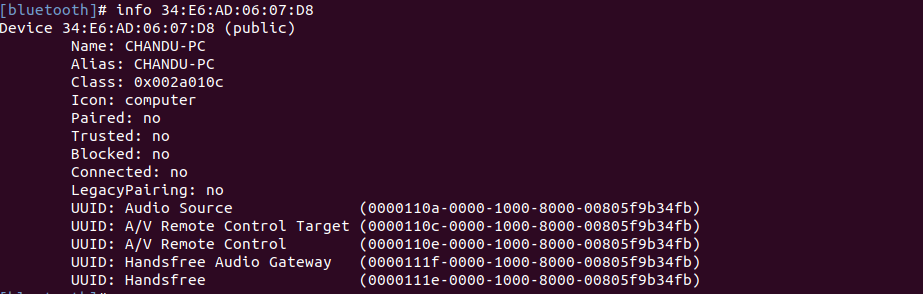 [bluetooth]# info 34:E6:AD:06:07:D8
Device 34:E6:AD:06:07:D8 (public)
Name: CHANDU-PC
Alias: CHANDU-PC
Class: 0x002a010c
Icon: computer
Paired: no
Trusted: no
Blocked: no
Connected: no
LegacyPairing: no
UUID: Audio Source (0000110a-0000-1000-8000-00805f9b34fb)
UUID: A/V Remote Control Target (0000110c-0000-1000-8000-00805f9b34fb)
UUID: A/V Remote Control (0000110e-0000-1000-8000-00805f9b34fb)
UUID: Handsfree Audio Gateway (0000111f-0000-1000-8000-00805f9b34fb)
UUID: Handsfree (0000111e-0000-1000-8000-00805f9b34fb)